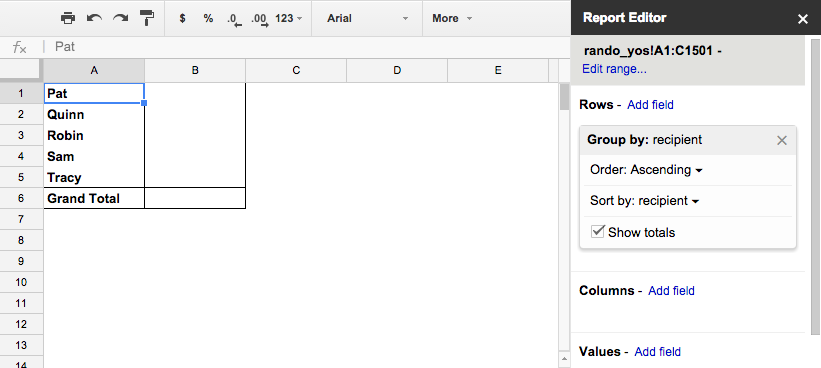 $ % .0 .00 123 Arial More
fx Pat
A B C D E
1 Pat
2 Quinn
3 Robin
4 Sam
5 Tracy
6 Grand Total
7
8
9
10
11
12
13
14
Report Editor ×
rando_yos!A1:C1501 -
Edit range...
Rows - Add field
Group by: recipient ×
Order: Ascending
Sort by: recipient
Show totals
Columns - Add field
Values - Add field